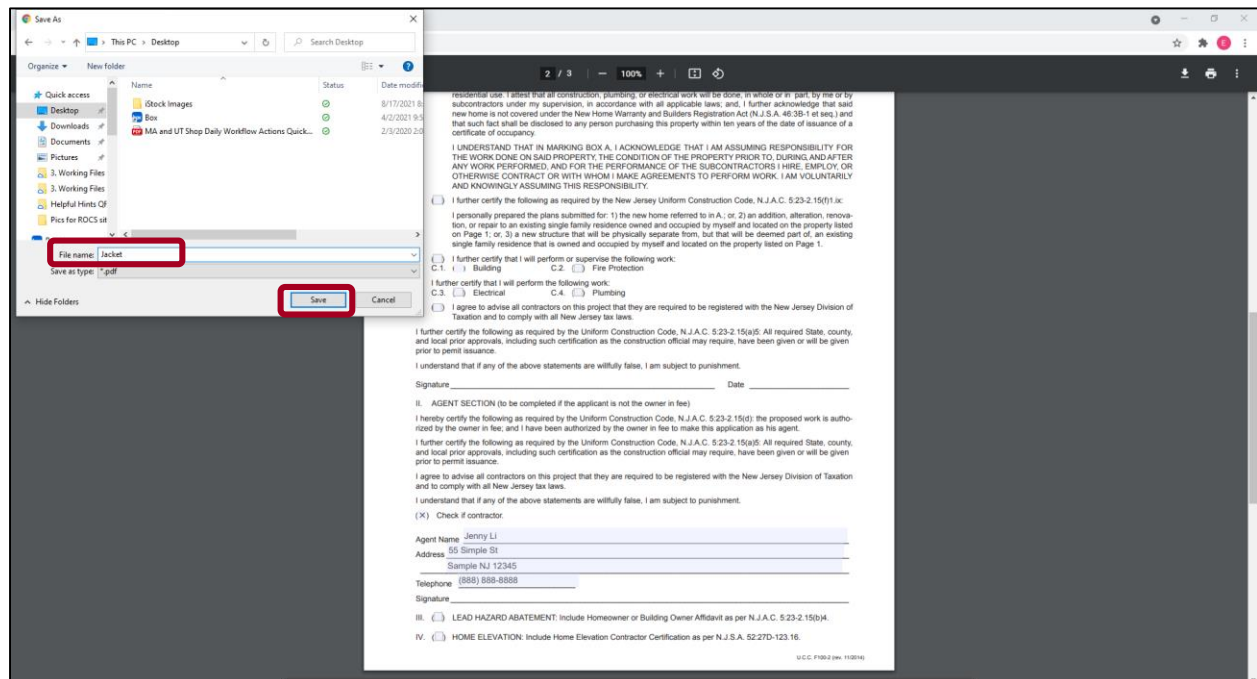 Save As
This PC > Desktop
Search Desktop
Organize
New folder
Name
Status
Date modifi
Quick access
Desktop
Downloads
Documents
Pictures
3. Working Files
3. Working Files
Helpful Hints QF
Pics for ROCS sit
iStock Images
8/17/2021 8:
Box
4/2/2021 9:5
MA and UT Shop Daily Workflow Actions Quick...
2/3/2020 2:0
File name: Jacket
Save as type: *.pdf
Hide Folders
Save
Cancel
E
2 / 3
100%
residential use. I attest that all construction, plumbing, or electrical work will be done, in whole or in part, by me or by
subcontractors under my supervision, in accordance with all applicable laws; and, I further acknowledge that said
new home is not covered under the New Home Warranty and Builders Registration Act (N.J.S.A. 46:3B-1 et seq.) and
that such fact shall be disclosed to any person purchasing this property within ten years of the date of issuance of a
certificate of occupancy.
I UNDERSTAND THAT IN MARKING BOX A, I ACKNOWLEDGE THAT I AM ASSUMING RESPONSIBILITY FOR
THE WORK DONE ON SAID PROPERTY, THE CONDITION OF THE PROPERTY PRIOR TO, DURING, AND AFTER
ANY WORK PERFORMED, AND FOR THE PERFORMANCE OF THE SUBCONTRACTORS I HIRE, EMPLOY, OR
OTHERWISE CONTRACT OR WITH WHOM I MAKE AGREEMENTS TO PERFORM WORK. I AM VOLUNTARILY
AND KNOWINGLY ASSUMING THIS RESPONSIBILITY.
I further certify the following as required by the New Jersey Uniform Construction Code, N.J.A.C. 5:23-2.15(f)1.ix:
I personally prepared the plans submitted for: 1) the new home referred to in A.; or, 2) an addition, alteration, renova-
tion, or repair to an existing single family residence owned and occupied by myself and located on the property listed
on Page 1; or, 3) a new structure that will be physically separate from, but that will be deemed part of, an existing
single family residence that is owned and occupied by myself and located on the property listed on Page 1.
I further certify that I will perform or supervise the following work:
C.1. ( ) Building C.2. ( ) Fire Protection
I further certify that I will perform the following work:
C.3. ( ) Electrical C.4. ( ) Plumbing
( ) I agree to advise all contractors on this project that they are required to be registered with the New Jersey Division of
Taxation and to comply with all New Jersey tax laws.
I further certify the following as required by the Uniform Construction Code, N.J.A.C. 5:23-2.15(a)5: All required State, county,
and local prior approvals, including such certification as the construction official may require, have been given or will be given
prior to permit issuance.
I understand that if any of the above statements are willfully false, I am subject to punishment.
Signature Date
II. AGENT SECTION (to be completed if the applicant is not the owner in fee)
I hereby certify the following as required by the Uniform Construction Code, N.J.A.C. 5:23-2.15(d): the proposed work is autho-
rized by the owner in fee; and I have been authorized by the owner in fee to make this application as his agent.
I further certify the following as required by the Uniform Construction Code, N.J.A.C. 5:23-2.15(a)5: All required State, county,
and local prior approvals, including such certification as the construction official may require, have been given or will be given
prior to permit issuance.
I agree to advise all contractors on this project that they are required to be registered with the New Jersey Division of Taxation
and to comply with all New Jersey tax laws.
I understand that if any of the above statements are willfully false, I am subject to punishment.
(X) Check if contractor.
Agent Name Jenny Li
Address 55 Simple St
Sample NJ 12345
Telephone (888) 888-8888
Signature
III. ( ) LEAD HAZARD ABATEMENT: Include Homeowner or Building Owner Affidavit as per N.J.A.C. 5:23-2.15(b)4.
IV. ( ) HOME ELEVATION: Include Home Elevation Contractor Certification as per N.J.S.A. 52:27D-123.16.
U.C.C. F100-2 (rev. 11/2014)